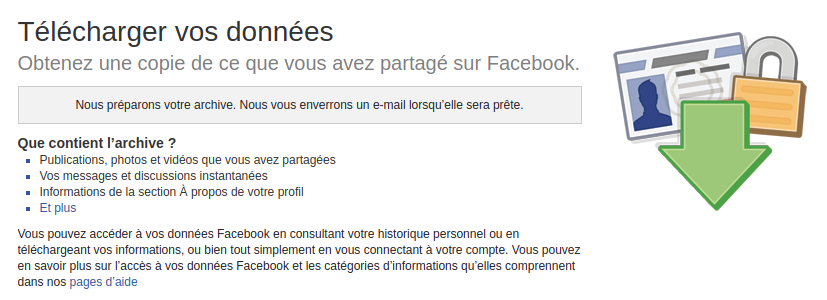 Télécharger vos données
Obtenez une copie de ce que vous avez partagé sur Facebook.
Nous préparons votre archive. Nous vous enverrons un e-mail lorsqu'elle sera prête.
Que contient l'archive ?
Publications, photos et vidéos que vous avez partagées
Vos messages et discussions instantanées
Informations de la section À propos de votre profil
Et plus
Vous pouvez accéder à vos données Facebook en consultant votre historique personnel ou en
téléchargeant vos informations, ou bien tout simplement en vous connectant à votre compte. Vous pouvez
en savoir plus sur l'accès à vos données Facebook et les catégories d'informations qu'elles comprennent
dans nos pages d'aide